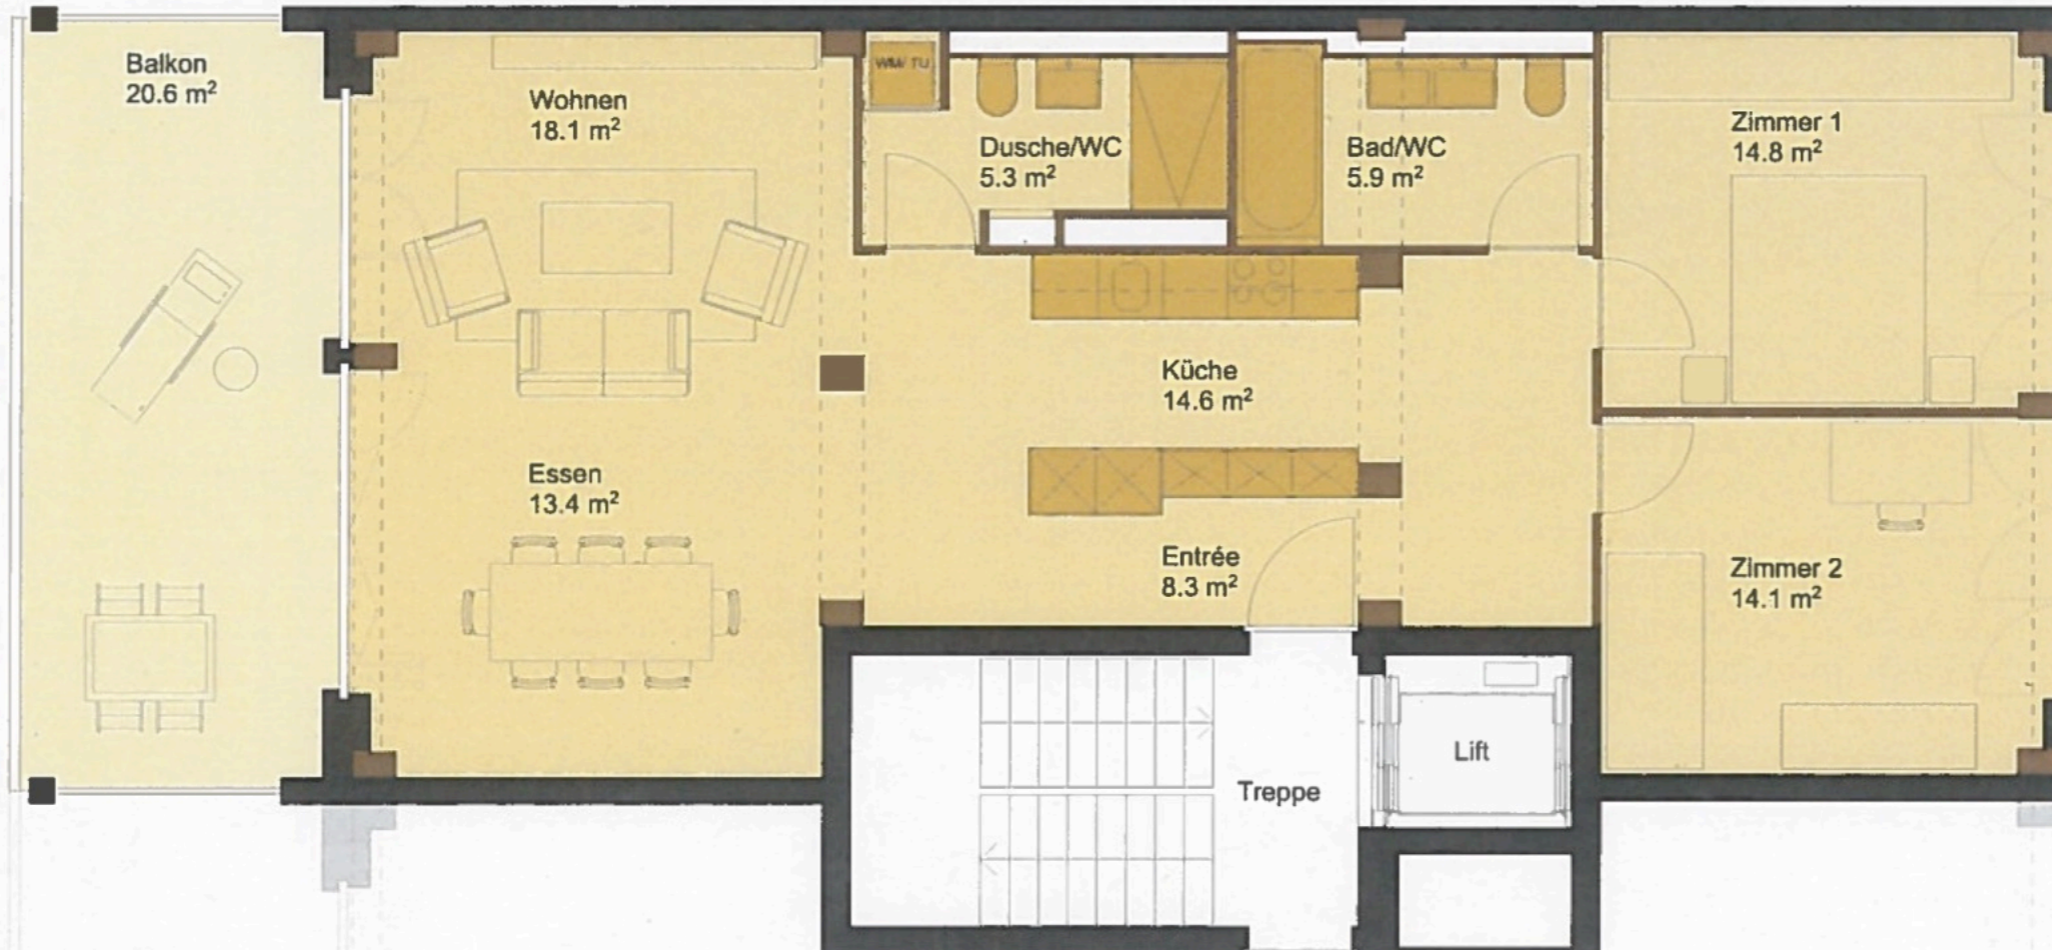 Balkon
20.6 m²
Wohnen
18.1 m²
WM/ TU
Dusche/WC
5.3 m²
Bad/WC
5.9 m²
Zimmer 1
14.8 m²
Küche
14.6 m²
Essen
13.4 m²
Entrée
8.3 m²
Zimmer 2
14.1 m²
Lift
Treppe